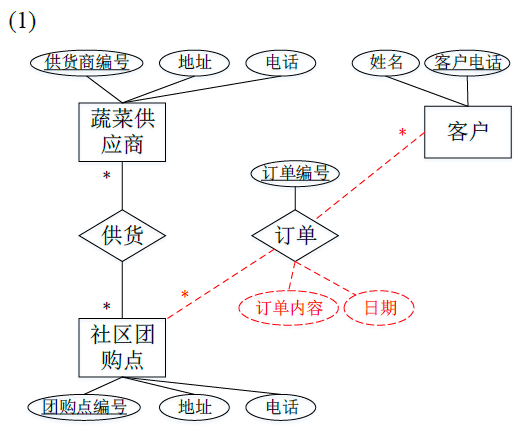 (1)
供货商编号 地址 电话 姓名 客户电话
蔬菜供
应商
客户
*
*
订单编号
供货
订单
*
*
订单内容 日期
社区团
购点
团购点编号 地址 电话